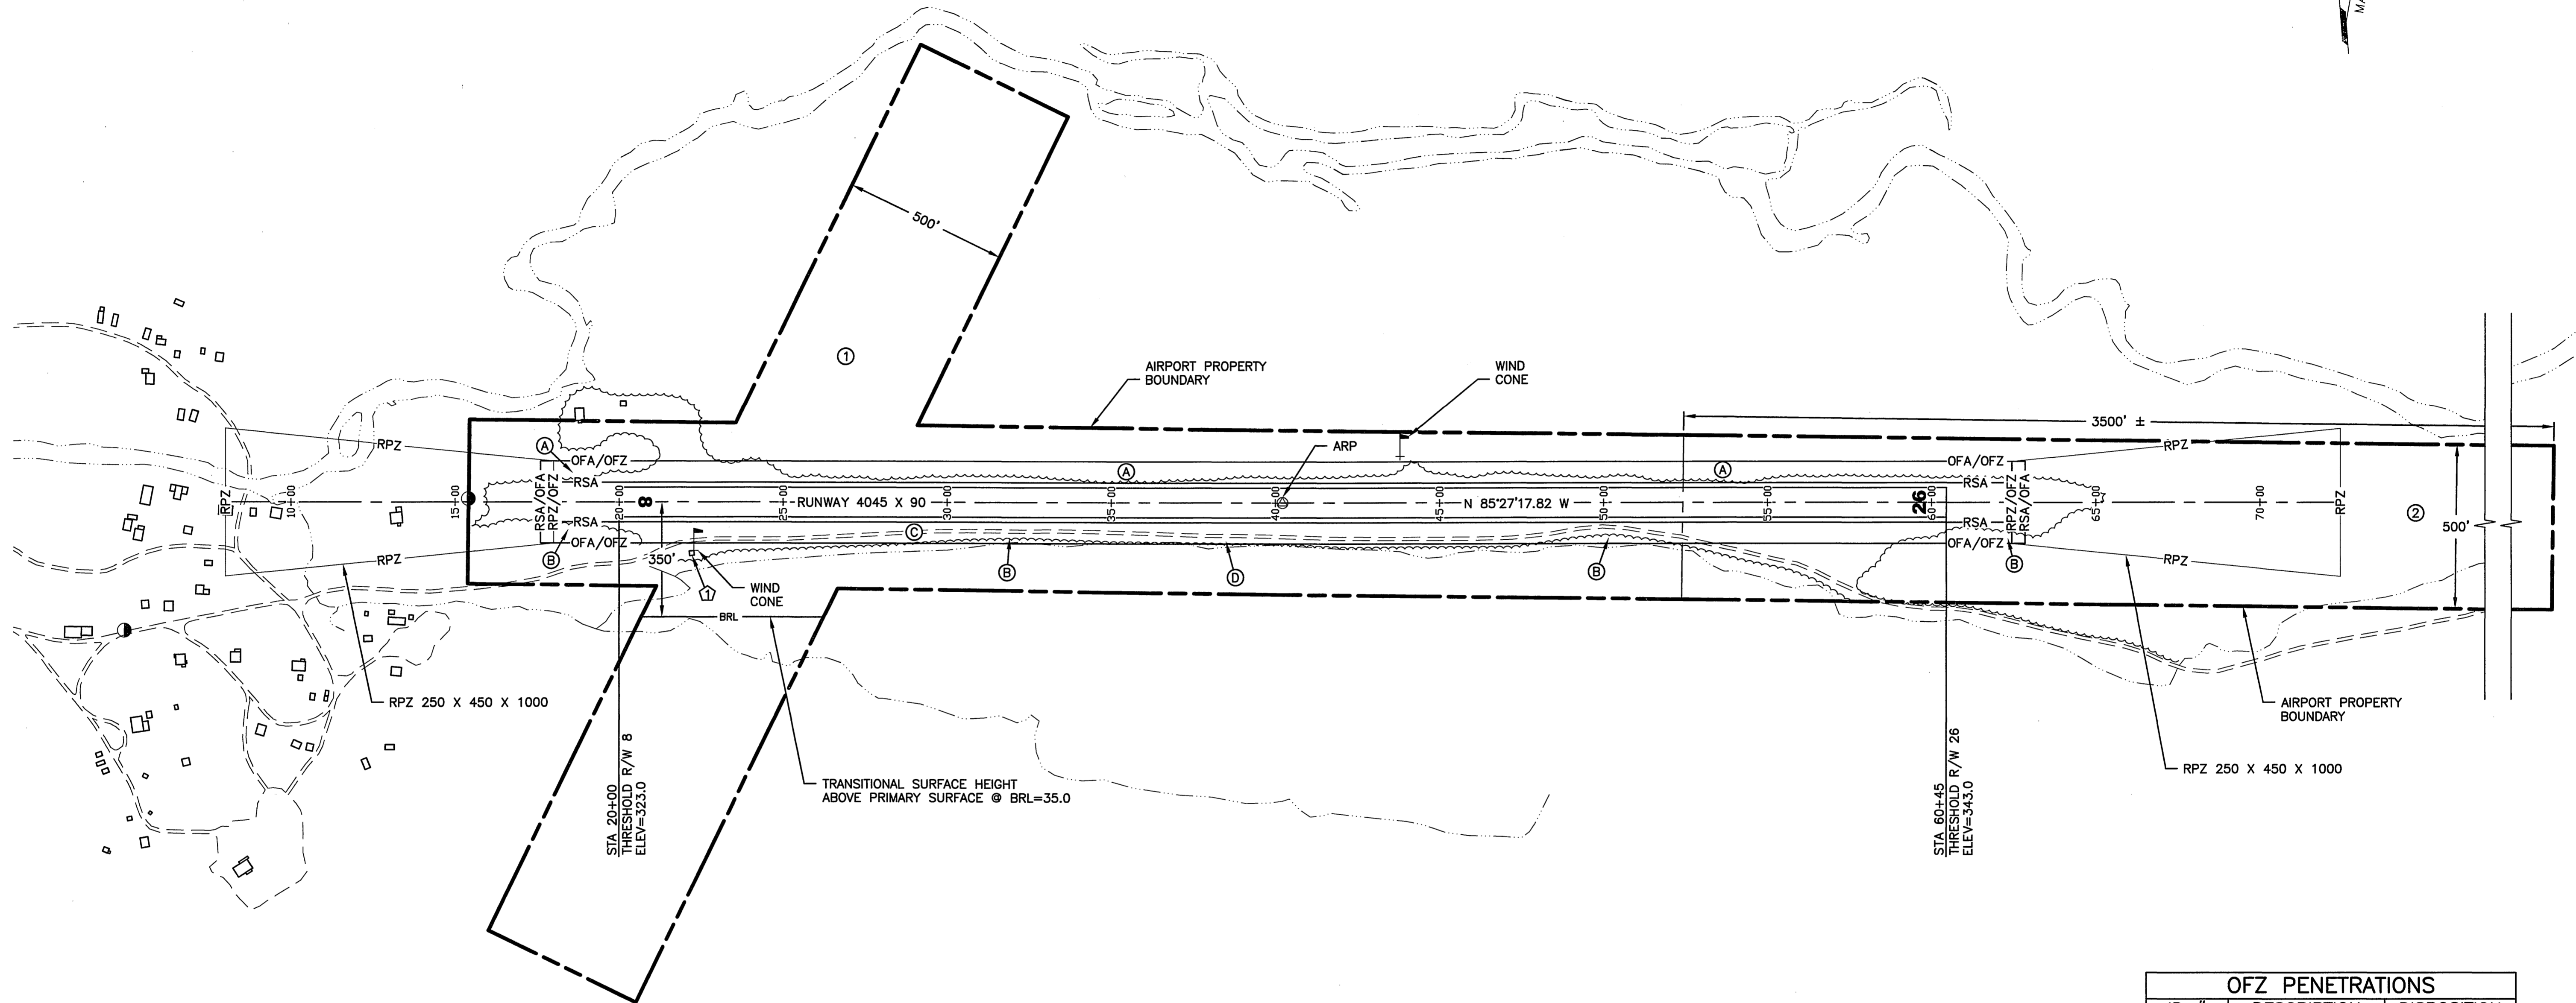 MA
500'
①
AIRPORT PROPERTY
BOUNDARY
WIND
CONE
3500' ±
RPZ
RPZ
ARP
Ⓐ
OFA/OFZ
Ⓐ
Ⓐ
OFA/OFZ
RSA
RSA
RPZ
10+00
15+00
RSA/OFA
RPZ/OFZ
20+00
8
25+00
RUNWAY 4045 X 90
30+00
35+00
40+00
45+00
N 85°27'17.82 W
50+00
55+00
26
60+00
RPZ/OFZ
RSA/OFA
65+00
70+00
RPZ
②
500'
RSA
RSA
Ⓒ
OFA/OFZ
OFA/OFZ
Ⓑ
350'
Ⓑ
Ⓓ
Ⓑ
Ⓑ
RPZ
RPZ
1
WIND
CONE
BRL
RPZ 250 X 450 X 1000
AIRPORT PROPERTY
BOUNDARY
RPZ 250 X 450 X 1000
TRANSITIONAL SURFACE HEIGHT
ABOVE PRIMARY SURFACE @ BRL=35.0
STA 20+00
THRESHOLD R/W 8
ELEV=323.0
STA 60+45
THRESHOLD R/W 26
ELEV=343.0
OFZ PENETRATIONS
DESCRIPTION
DISPOSITION